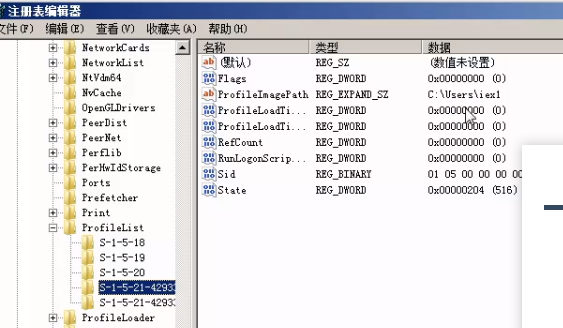 注册表编辑器
文件(F) 编辑(E) 查看(V) 收藏夹(A) 帮助(H)
NetworkCards
NetworkList
NtVdm64
NvCache
OpenGLDrivers
PeerDist
PeerNet
Perflib
PerHwIdStorage
Ports
Prefetcher
Print
ProfileList
S-1-5-18
S-1-5-19
S-1-5-20
S-1-5-21-4293
S-1-5-21-4293
ProfileLoader
名称 类型 数据
(默认) REG_SZ (数值未设置)
Flags REG_DWORD 0x00000000 (0)
ProfileImagePath REG_EXPAND_SZ C:\Users\iex1
ProfileLoadTi... REG_DWORD 0x00000000 (0)
ProfileLoadTi... REG_DWORD 0x00000000 (0)
RefCount REG_DWORD 0x00000000 (0)
RunLogonScrip... REG_DWORD 0x00000000 (0)
Sid REG_BINARY 01 05 00 00 00 00
State REG_DWORD 0x00000204 (516)